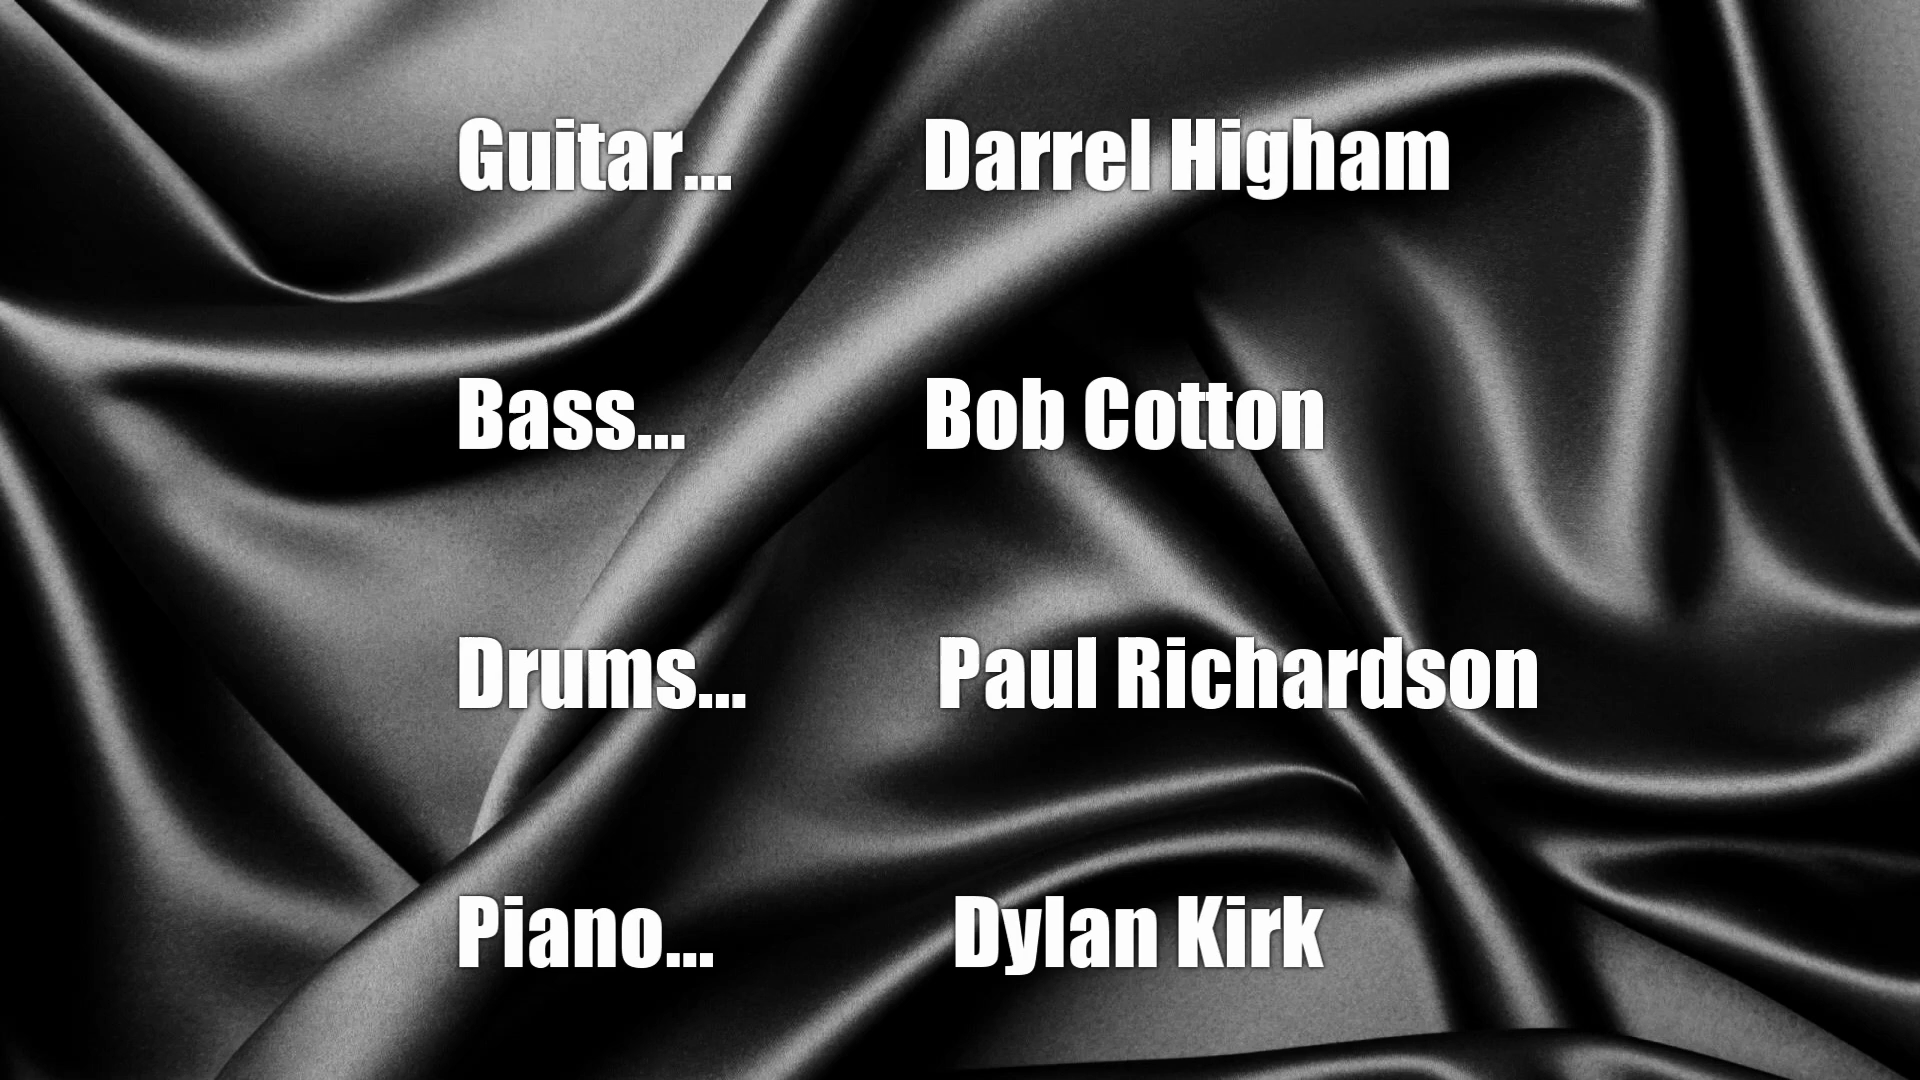 Guitar... Darrel Higham
Bass... Bob Cotton
Drums... Paul Richardson
Piano... Dylan Kirk